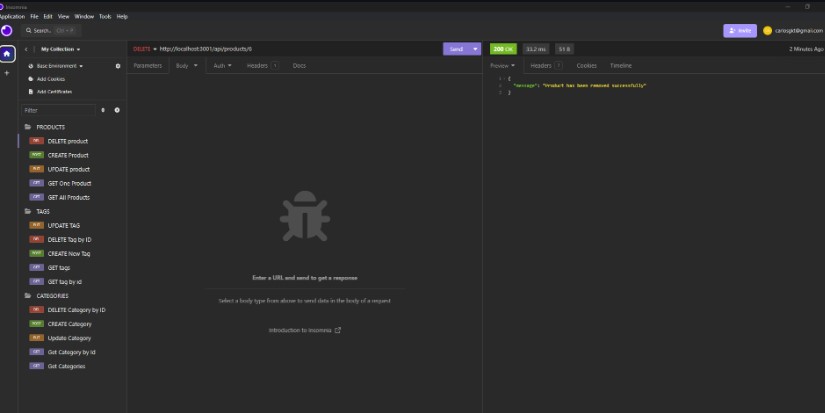 Insomnia
Application File Edit View Window Tools Help
Search.. Ctrl + P
Invite
My Collection
DELETE http://localhost:3001/api/products/6
Send
200 OK 33.2 ms 51 B
2 Minutes Ago
Base Environment
Add Cookies
Add Certificates
Parameters Body Auth Headers Docs
Preview Headers Cookies Timeline
Filter
1 {
2 "message": "Product has been removed successfully"
3 }
PRODUCTS
DEL DELETE product
POST CREATE Product
PUT UPDATE product
GET GET One Product
GET GET All Products
TAGS
PUT UPDATE TAG
DEL DELETE Tag by ID
POST CREATE New Tag
GET GET tags
GET GET tag by id
CATEGORIES
DEL DELETE Category by ID
POST CREATE Category
PUT Update Category
GET Get Category by Id
GET Get Categories
Enter a URL and send to get a response
Select a body type from above to send data in the body of a request
Introduction to Insomnia